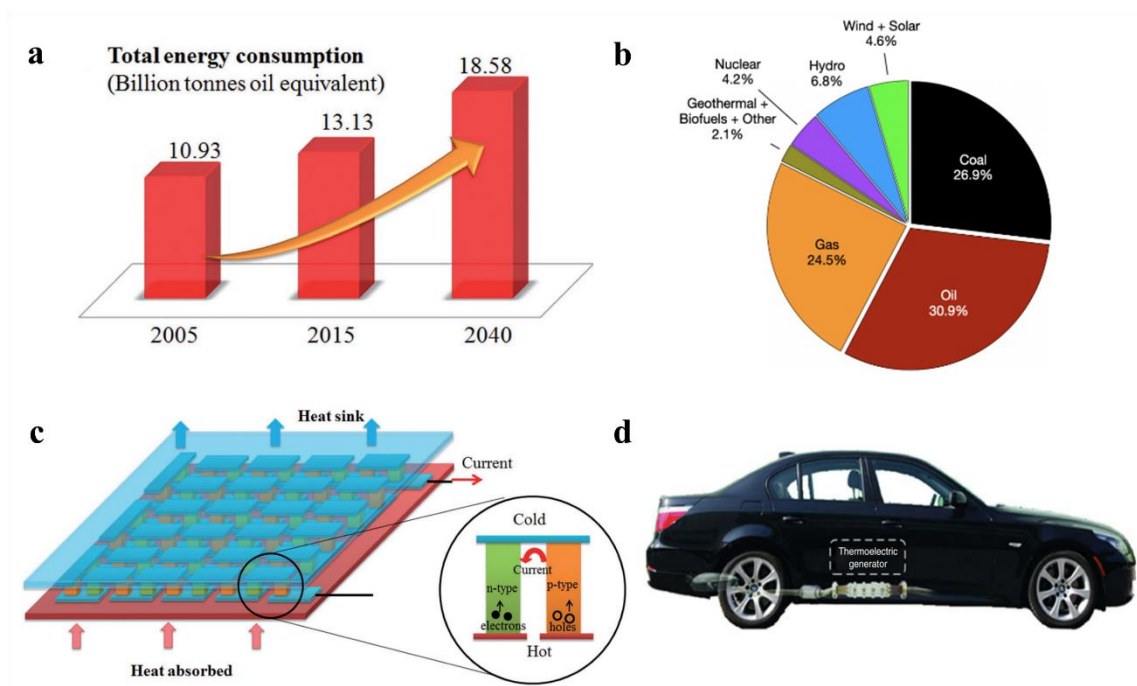 a
Total energy consumption
(Billion tonnes oil equivalent)
10.93
13.13
18.58
2005
2015
2040
b
Wind + Solar
4.6%
Hydro
6.8%
Nuclear
4.2%
Geothermal +
Biofuels + Other
2.1%
Coal
26.9%
Gas
24.5%
Oil
30.9%
c
Heat sink
Current
Cold
Current
n-type
p-type
electrons
holes
Hot
Heat absorbed
d
Thermoelectric
generator